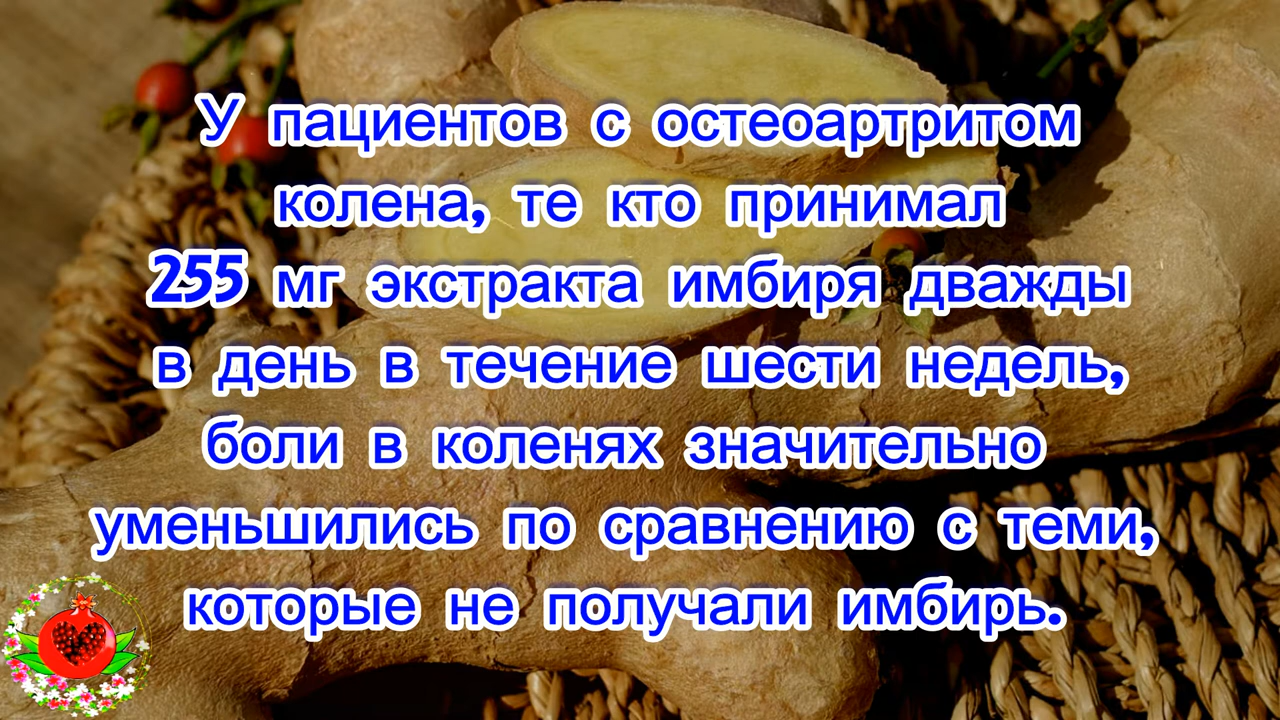 У пациентов с остеоартритом
колена, те кто принимал
255 мг экстракта имбиря дважды
в день в течение шести недель,
боли в коленях значительно
уменьшились по сравнению с теми,
которые не получали имбирь.